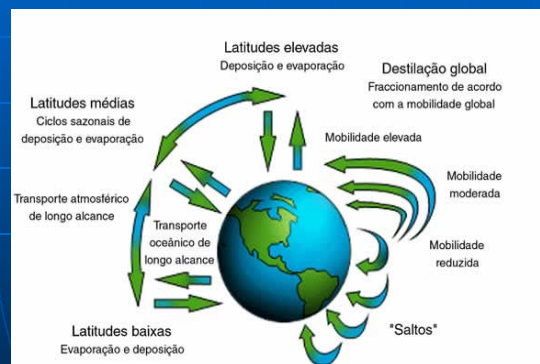 Latitudes elevadas
Deposição e evaporação
Destilação global
Fraccionamento de acordo
com a mobilidade global
Latitudes médias
Ciclos sazonais de
deposição e evaporação
Mobilidade elevada
Mobilidade
moderada
Transporte atmosférico
de longo alcance
Transporte
oceânico de
longo alcance
Mobilidade
reduzida
Latitudes baixas
Evaporação e deposição
"Saltos"